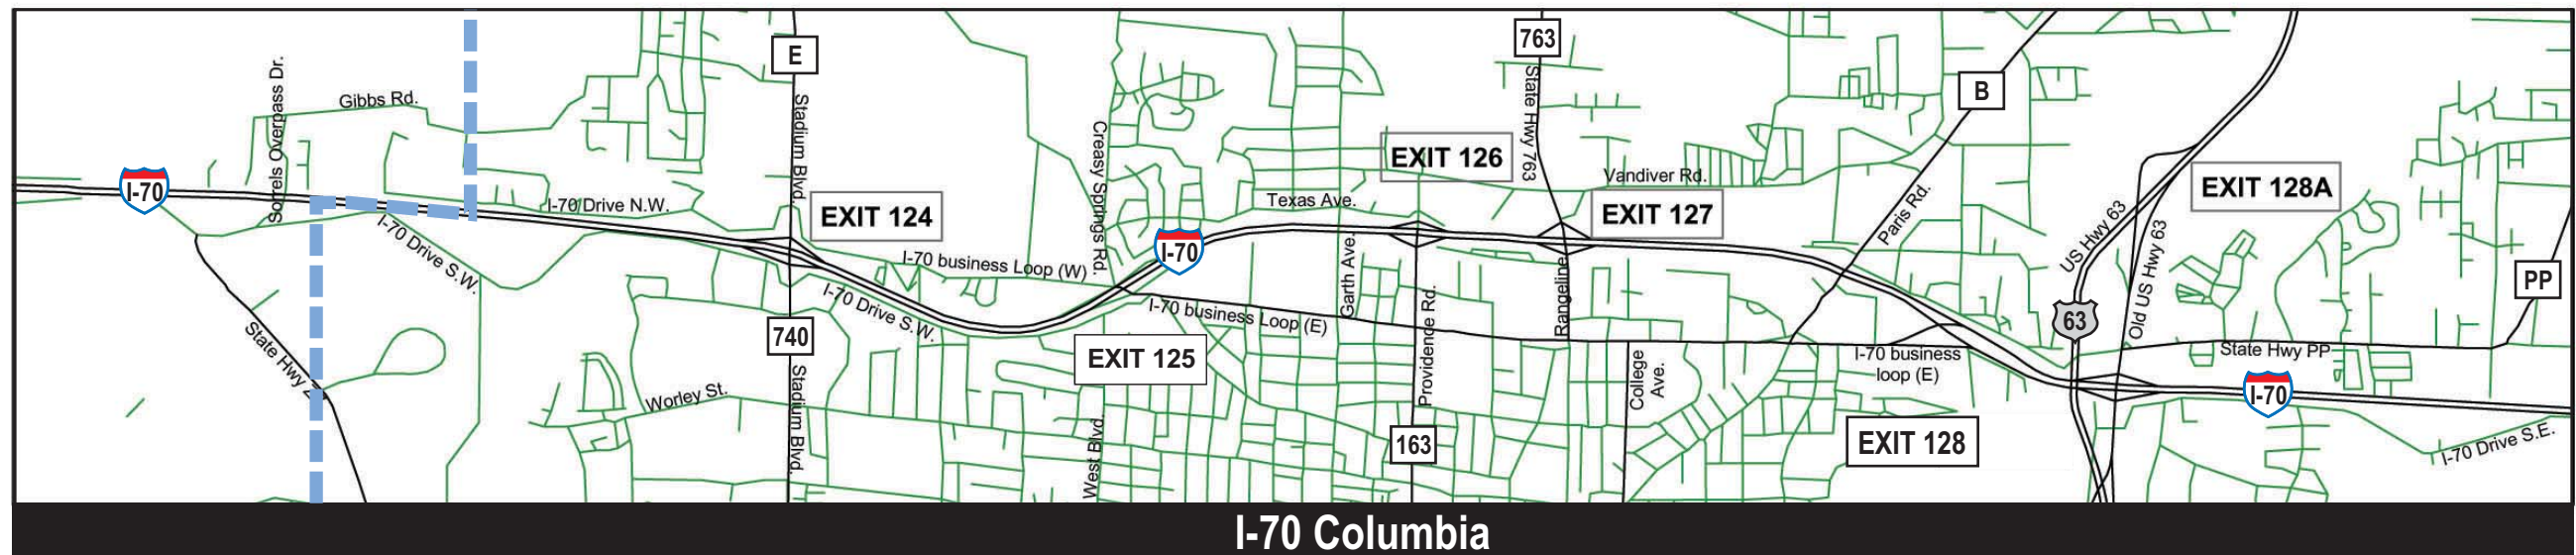 763
E
Sorrels Overpass Dr.
Gibbs Rd.
Stadium Blvd.
Creasy Springs Rd.
State Hwy 763
B
EXIT 126
Vandiver Rd.
I-70
I-70 Drive N.W.
EXIT 124
Texas Ave.
EXIT 127
Paris Rd.
EXIT 128A
US Hwy 63
Old US Hwy 63
I-70 Drive S.W.
I-70 business Loop (W)
I-70
Garth Ave.
Rangeline
PP
I-70 Drive S.W.
I-70 business Loop (E)
Providence Rd.
63
State Hwy
740
EXIT 125
College
Ave.
I-70 business
loop (E)
State Hwy PP
I-70
Worley St.
Stadium Blvd.
West Blvd.
163
EXIT 128
I-70 Drive S.E.
I-70 Columbia